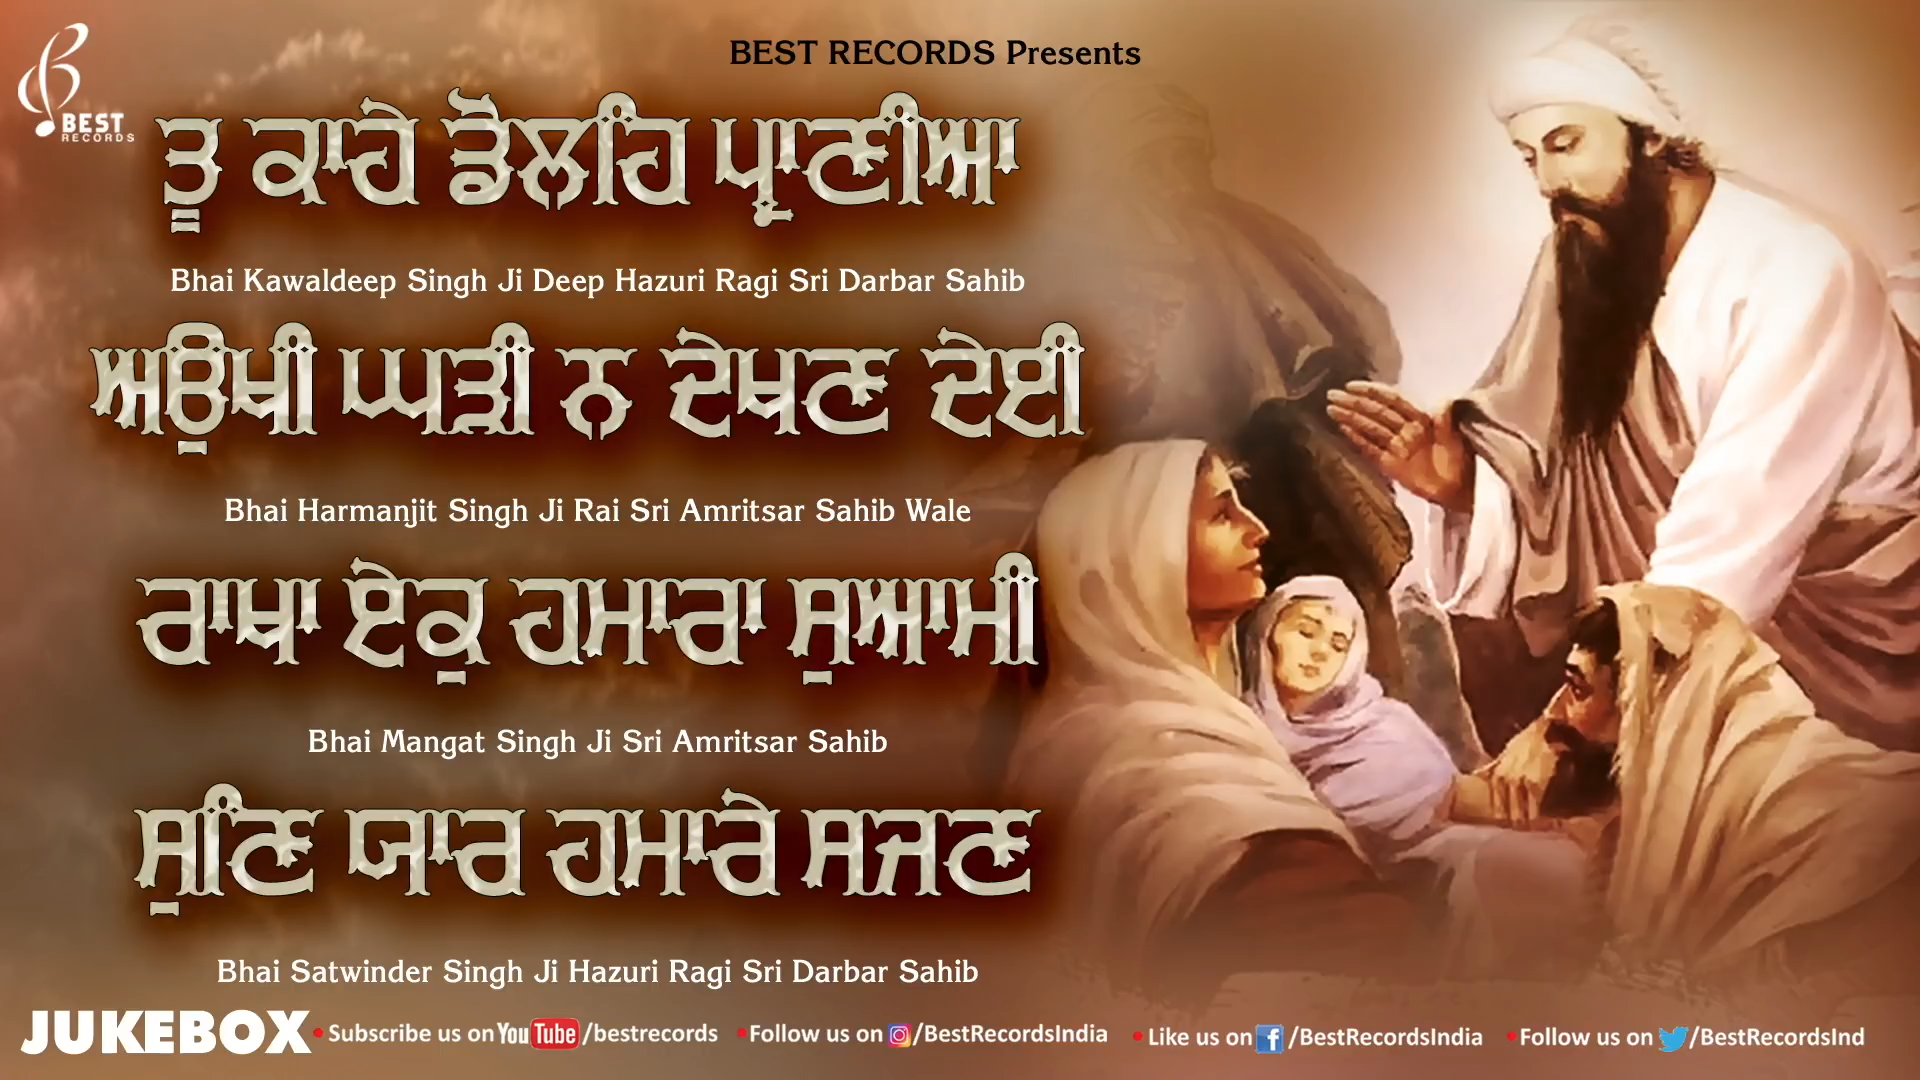 BEST RECORDS Presents
BEST
RECORDS
ਤੂ ਕਾਹੇ ਡੋਲਹਿ ਪ੍ਰਾਣੀਆ
Bhai Kawaldeep Singh Ji Deep Hazuri Ragi Sri Darbar Sahib
ਅਉਖੀ ਘੜੀ ਨ ਦੇਖਣ ਦੇਈ
Bhai Harmanjit Singh Ji Rai Sri Amritsar Sahib Wale
ਰਾਖਾ ਏਕੁ ਹਮਾਰਾ ਸੁਆਮੀ
Bhai Mangat Singh Ji Sri Amritsar Sahib
ਸੁਣਿ ਯਾਰ ਹਮਾਰੇ ਸਜਣ
Bhai Satwinder Singh Ji Hazuri Ragi Sri Darbar Sahib
JUKEBOX • Subscribe us on YouTube /bestrecords • Follow us on /BestRecordsIndia • Like us on f /BestRecordsIndia • Follow us on /BestRecordsInd